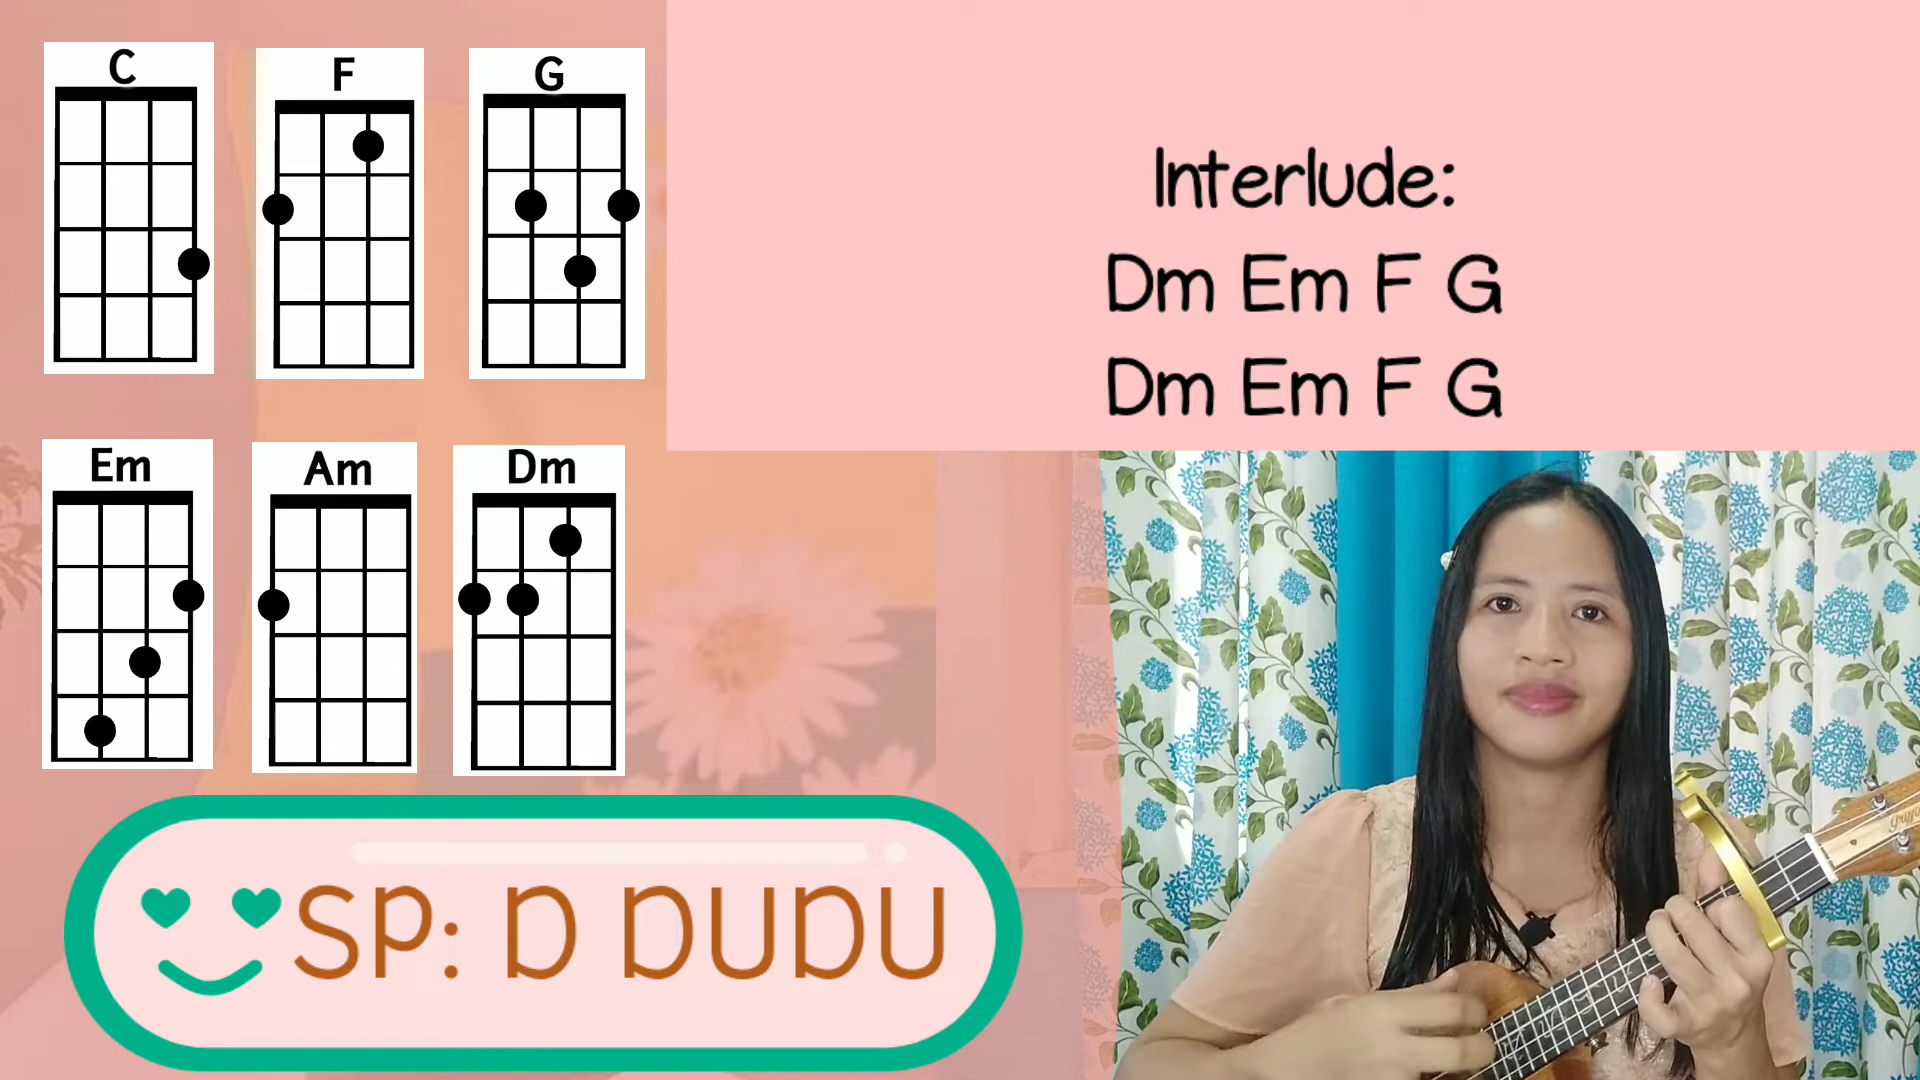 C
F
G
Em
Am
Dm
Interlude:
Dm Em F G
Dm Em F G
SP: D DUDU